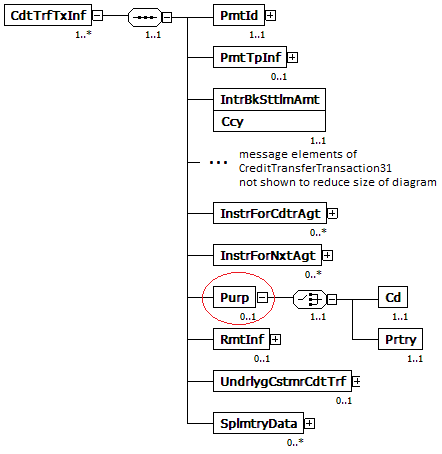 CdtTrfTxInf
1..*
1..1
PmtId
1..1
PmtTpInf
0..1
IntrBkSttlmAmt
Ccy
1..1
... message elements of
CreditTransferTransaction31
not shown to reduce size of diagram
InstrForCdtrAgt
0..*
InstrForNxtAgt
0..*
Purp
0..1
1..1
Cd
1..1
Prtry
1..1
RmtInf
0..1
UndrlygCstmrCdtTrf
0..1
SplmtryData
0..*